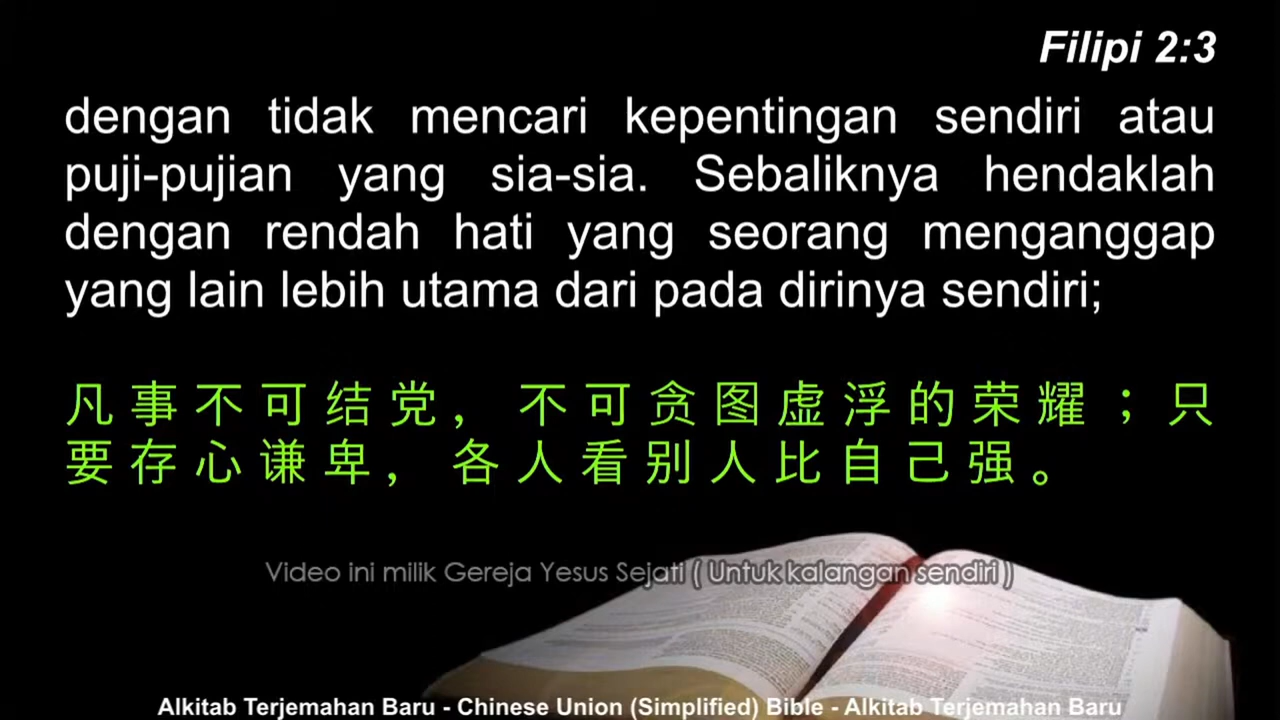 Filipi 2:3
dengan tidak mencari kepentingan sendiri atau
puji-pujian yang sia-sia. Sebaliknya hendaklah
dengan rendah hati yang seorang menganggap
yang lain lebih utama dari pada dirinya sendiri;
凡事不可结党，不可贪图虚浮的荣耀；只
要存心谦卑，各人看别人比自己强。
Video ini milik Gereja Yesus Sejati ( Untuk kalangan sendiri )
Alkitab Terjemahan Baru - Chinese Union (Simplified) Bible - Alkitab Terjemahan Baru